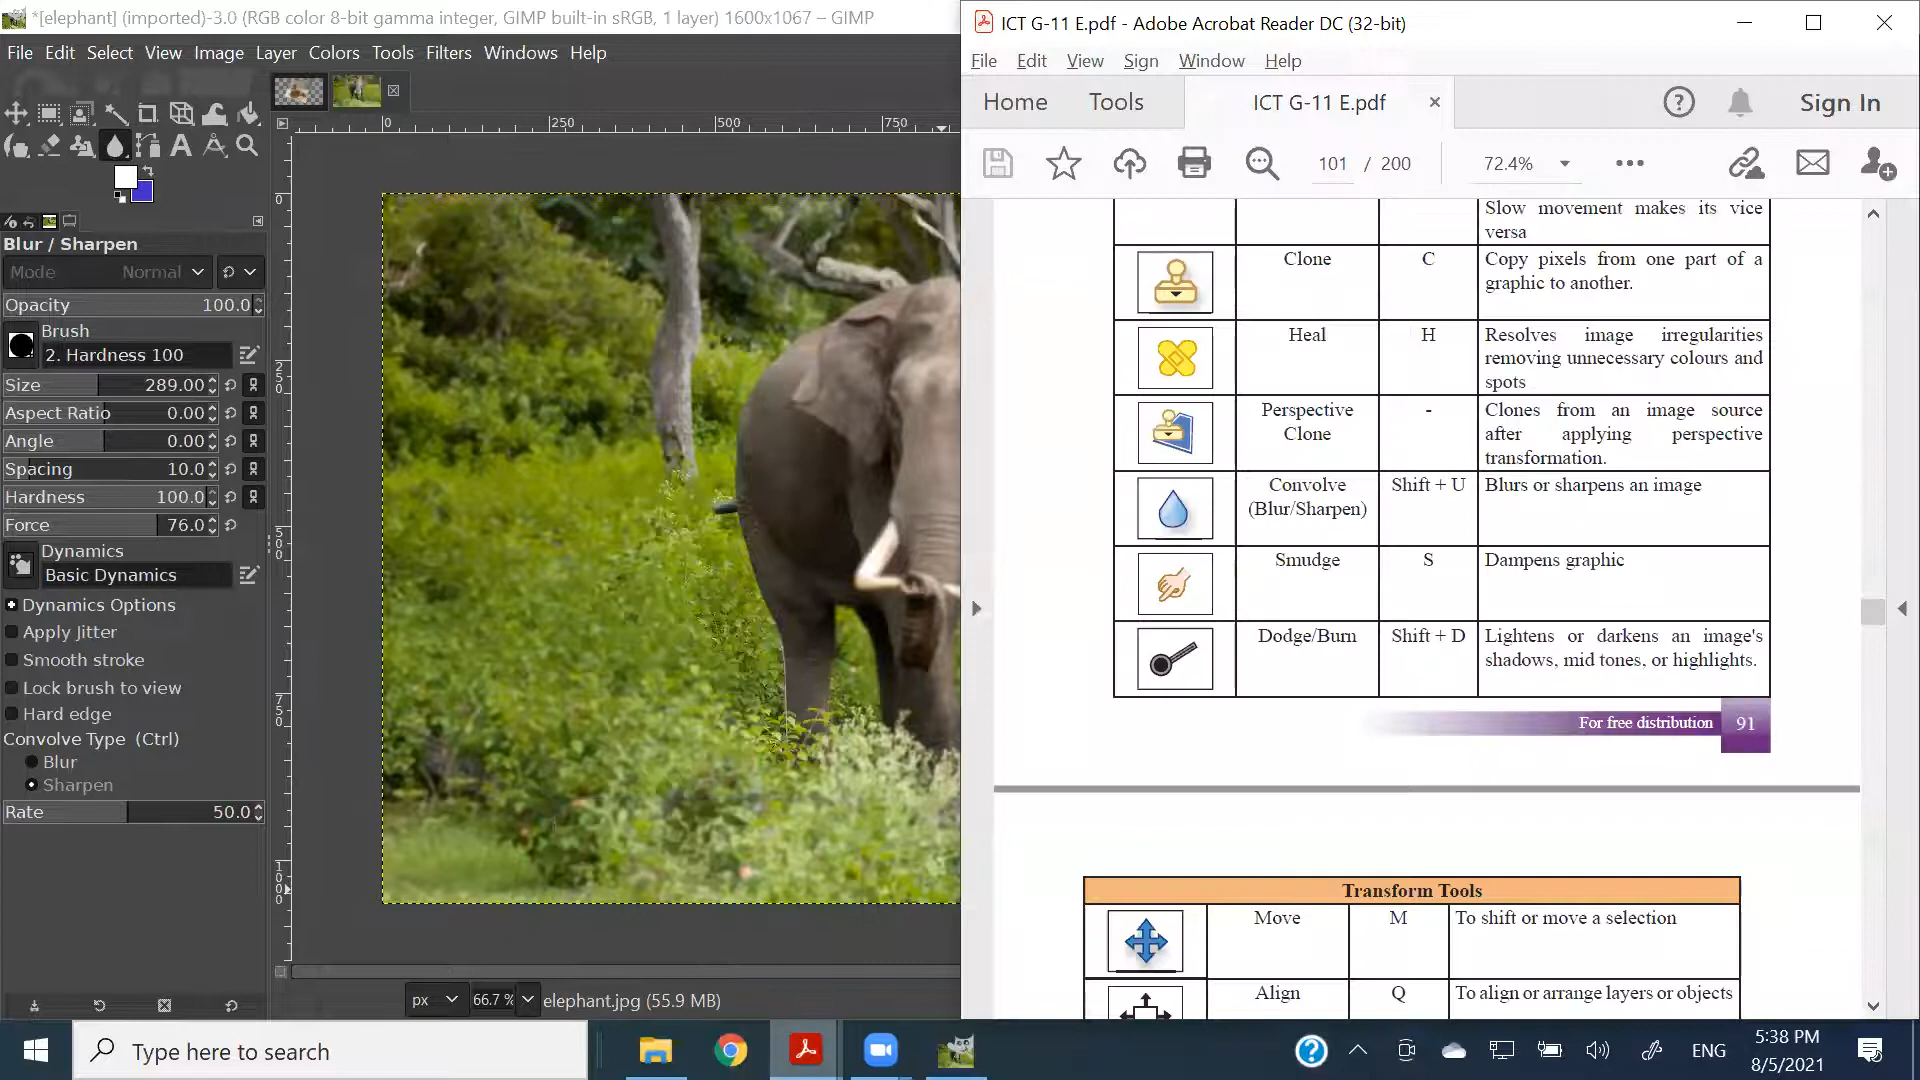 *[elephant] (imported)-3.0 (RGB color 8-bit gamma integer, GIMP built-in sRGB, 1 layer) 1600x1067 – GIMP
File Edit Select View Image Layer Colors Tools Filters Windows Help
0 250 500 750
0
250
500
750
1000
A
Blur / Sharpen
Mode Normal
Opacity 100.0
Brush
2. Hardness 100
Size 289.00
Aspect Ratio 0.00
Angle 0.00
Spacing 10.0
Hardness 100.0
Force 76.0
Dynamics
Basic Dynamics
Dynamics Options
Apply Jitter
Smooth stroke
Lock brush to view
Hard edge
Convolve Type (Ctrl)
Blur
Sharpen
Rate 50.0
px 66.7 % elephant.jpg (55.9 MB)
ICT G-11 E.pdf - Adobe Acrobat Reader DC (32-bit)
File Edit View Sign Window Help
Home Tools ICT G-11 E.pdf Sign In
101 / 200 72.4%
Slow movement makes its vice
versa
Clone C Copy pixels from one part of a
graphic to another.
Heal H Resolves image irregularities
removing unnecessary colours and
spots
Perspective - Clones from an image source
Clone after applying perspective
transformation.
Convolve Shift + U Blurs or sharpens an image
(Blur/Sharpen)
Smudge S Dampens graphic
Dodge/Burn Shift + D Lightens or darkens an image's
shadows, mid tones, or highlights.
For free distribution 91
Transform Tools
Move M To shift or move a selection
Align Q To align or arrange layers or objects
Type here to search
ENG
5:38 PM
8/5/2021